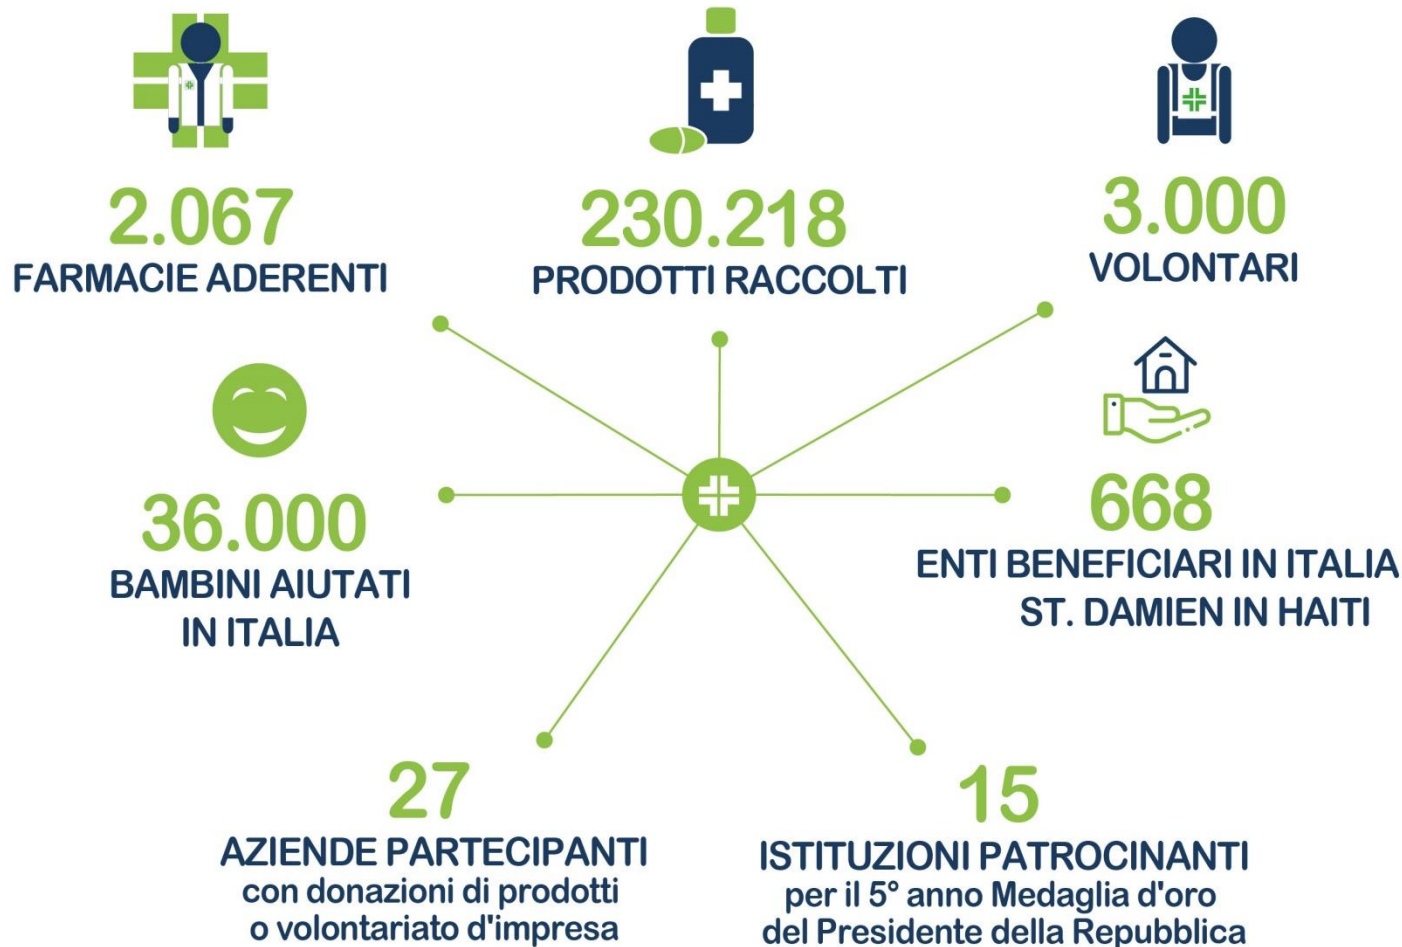 2.067
FARMACIE ADERENTI
230.218
PRODOTTI RACCOLTI
3.000
VOLONTARI
36.000
BAMBINI AIUTATI
IN ITALIA
668
ENTI BENEFICIARI IN ITALIA
ST. DAMIEN IN HAITI
27
AZIENDE PARTECIPANTI
con donazioni di prodotti
o volontariato d'impresa
15
ISTITUZIONI PATROCINANTI
per il 5° anno Medaglia d'oro
del Presidente della Repubblica